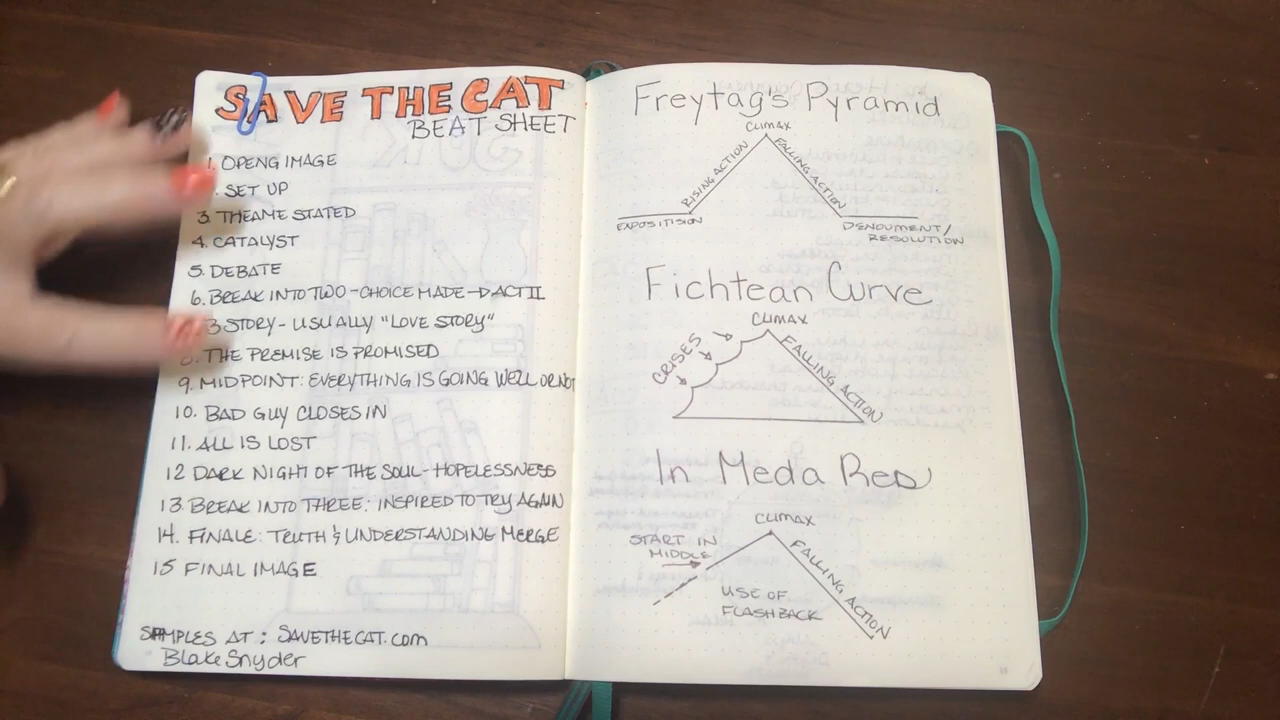 SAVE THE CAT
BEAT SHEET
1. OPENG IMAGE
. SET UP
3. THEAME STATED
4. CATALYST
5. DEBATE
6. BREAK INTO TWO - CHOICE MADE → ACT II
B STORY - USUALLY "LOVE STORY"
8. THE PREMISE IS PROMISED
9. MIDPOINT: EVERYTHING IS GOING WELL OR NOT
10. BAD GUY CLOSES IN
11. ALL IS LOST
12 DARK NIGHT OF THE SOUL - HOPELESSNESS
13. BREAK INTO THREE: INSPIRED TO TRY AGAIN
14. FINALE: TRUTH & UNDERSTANDING MERGE
15 FINAL IMAGE
SAMPLES AT: SAVETHECAT.com
Blake Snyder
Freytag's Pyramid
CLIMAX
RISING ACTION
FALLING ACTION
EXPOSITISION
DENOUMENT/
RESOLUTION
Fichtean Curve
CLIMAX
CRISES
FALLING ACTION
In Meda Res
CLIMAX
START IN
MIDDLE
FALLING ACTION
USE OF
FLASHBACK